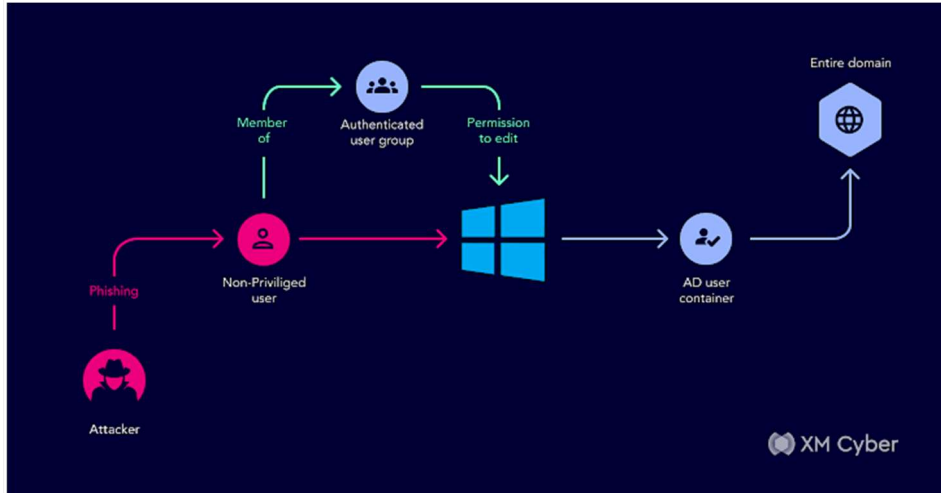 Entire domain
Member
of
Authenticated
user group
Permission
to edit
Phishing
Non-Priviliged
user
AD user
container
Attacker
XM Cyber